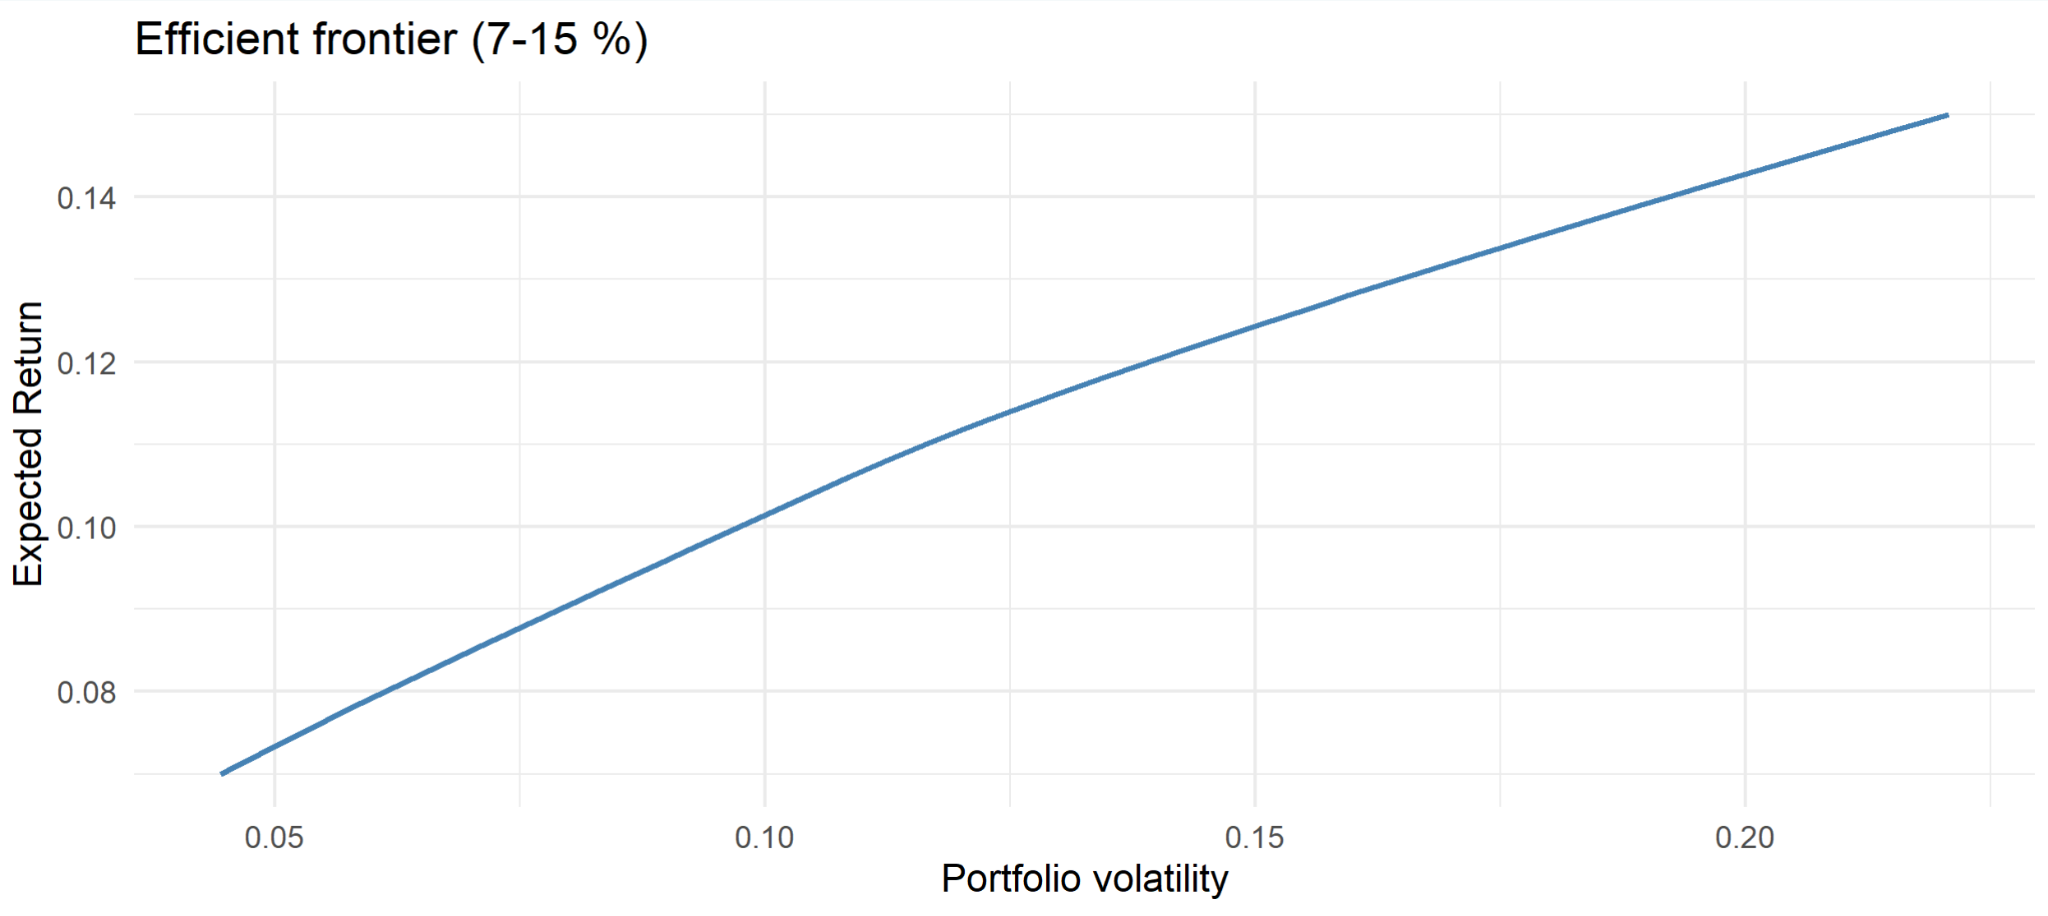 Efficient frontier (7-15 %)
Expected Return
0.14
0.12
0.10
0.08
0.05 0.10 0.15 0.20
Portfolio volatility